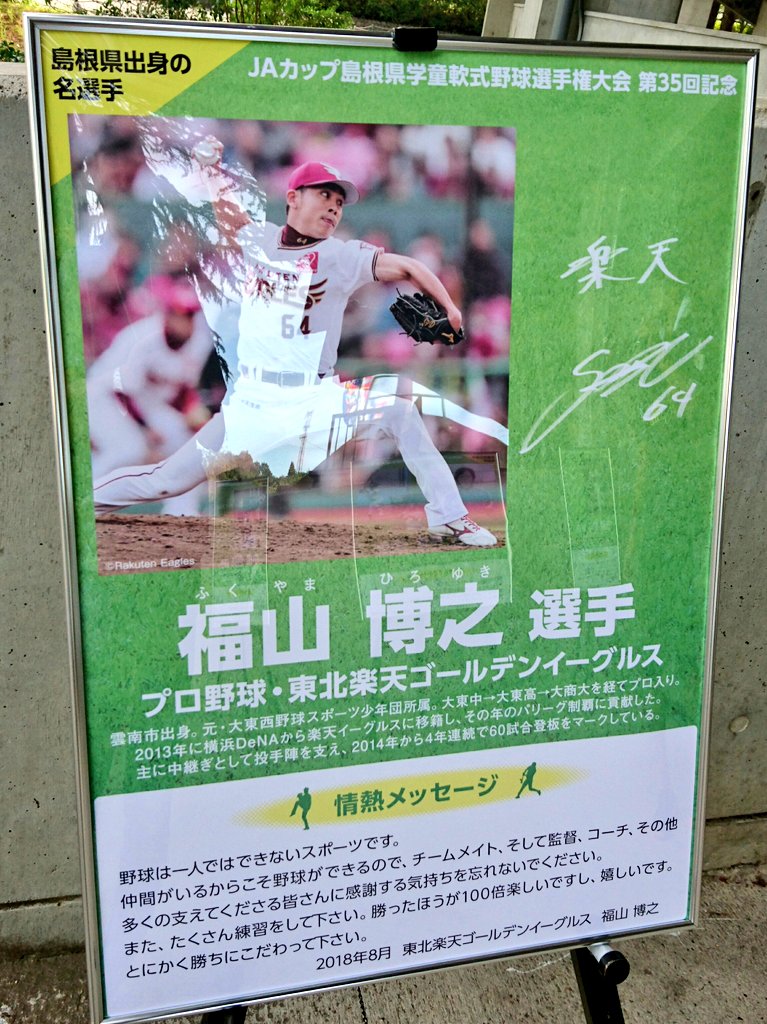 島根県出身の
名選手
JAカップ島根県学童軟式野球選手権大会 第35回記念
64
64
楽天
64
©Rakuten Eagles
ふくやま ひろゆき
福山 博之 選手
プロ野球・東北楽天ゴールデンイーグルス
雲南市出身。元・大東西野球スポーツ少年団所属。大東中→大東高→大商大を経てプロ入り。
2013年に横浜DeNAから楽天イーグルスに移籍し、その年のパリーグ制覇に貢献した。
主に中継ぎとして投手陣を支え、2014年から4年連続で60試合登板をマークしている。
情熱メッセージ
野球は一人ではできないスポーツです。
仲間がいるからこそ野球ができるので、チームメイト、そして監督、コーチ、その他
多くの支えてくださる皆さんに感謝する気持ちを忘れないでください。
また、たくさん練習をして下さい。勝ったほうが100倍楽しいですし、嬉しいです。
とにかく勝ちにこだわって下さい。
2018年8月 東北楽天ゴールデンイーグルス 福山 博之